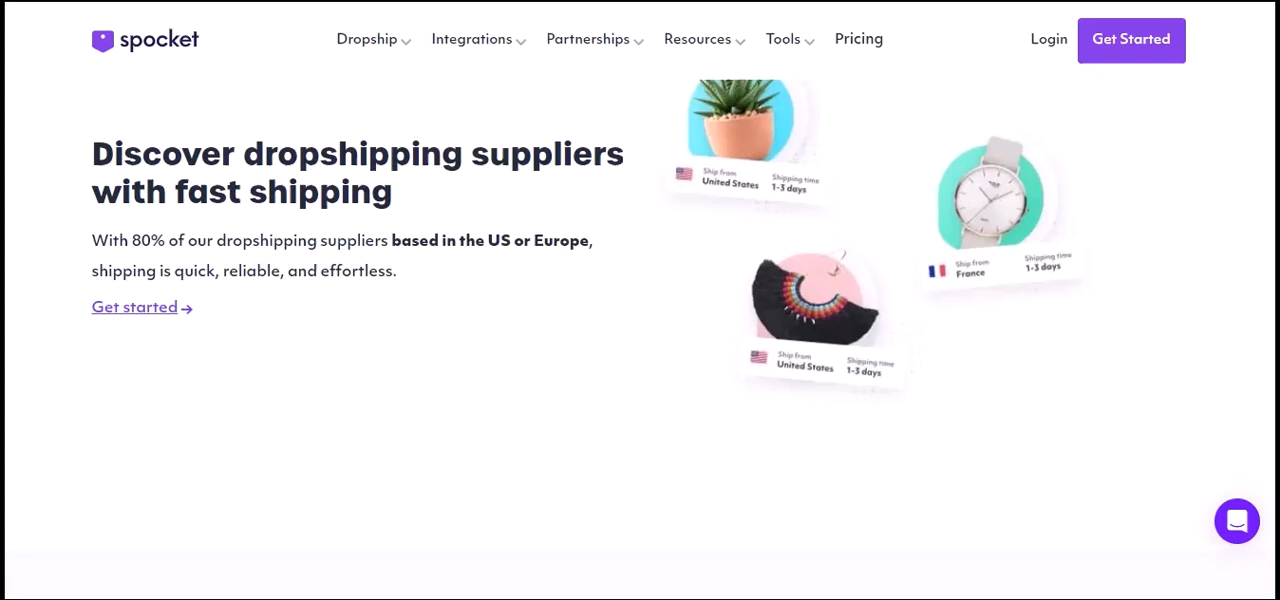 spocket
Dropship
Integrations
Partnerships
Resources
Tools
Pricing
Login
Get Started
Discover dropshipping suppliers
with fast shipping
With 80% of our dropshipping suppliers based in the US or Europe,
shipping is quick, reliable, and effortless.
Get started
Ship from
United States
Shipping time
1-3 days
Ship from
France
Shipping time
1-3 days
Ship from
United States
Shipping time
1-3 days